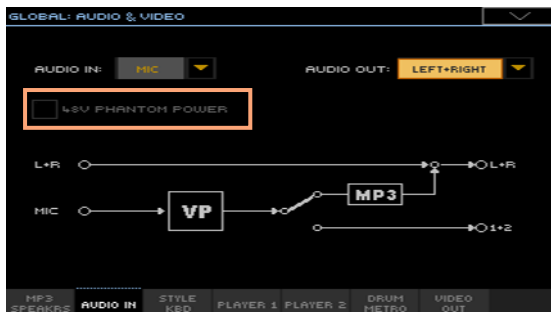 GLOBAL: AUDIO & VIDEO
AUDIO IN: MIC AUDIO OUT: LEFT+RIGHT
48V PHANTOM POWER
L+R L+R
MP3
MIC VP
1+2
MP3 SPEAKRS AUDIO IN STYLE KBD PLAYER 1 PLAYER 2 DRUM METRO VIDEO OUT